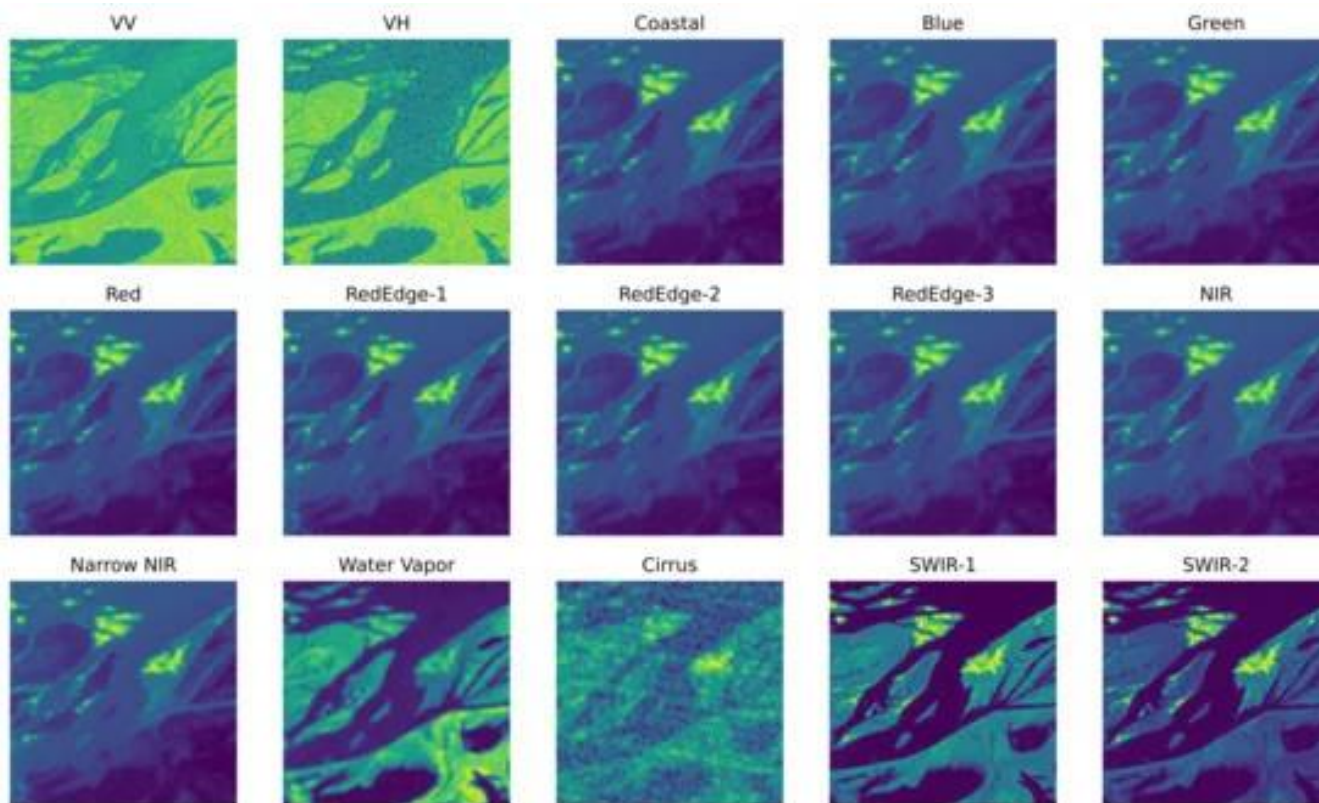 VV VH Coastal Blue Green
Red RedEdge-1 RedEdge-2 RedEdge-3 NIR
Narrow NIR Water Vapor Cirrus SWIR-1 SWIR-2